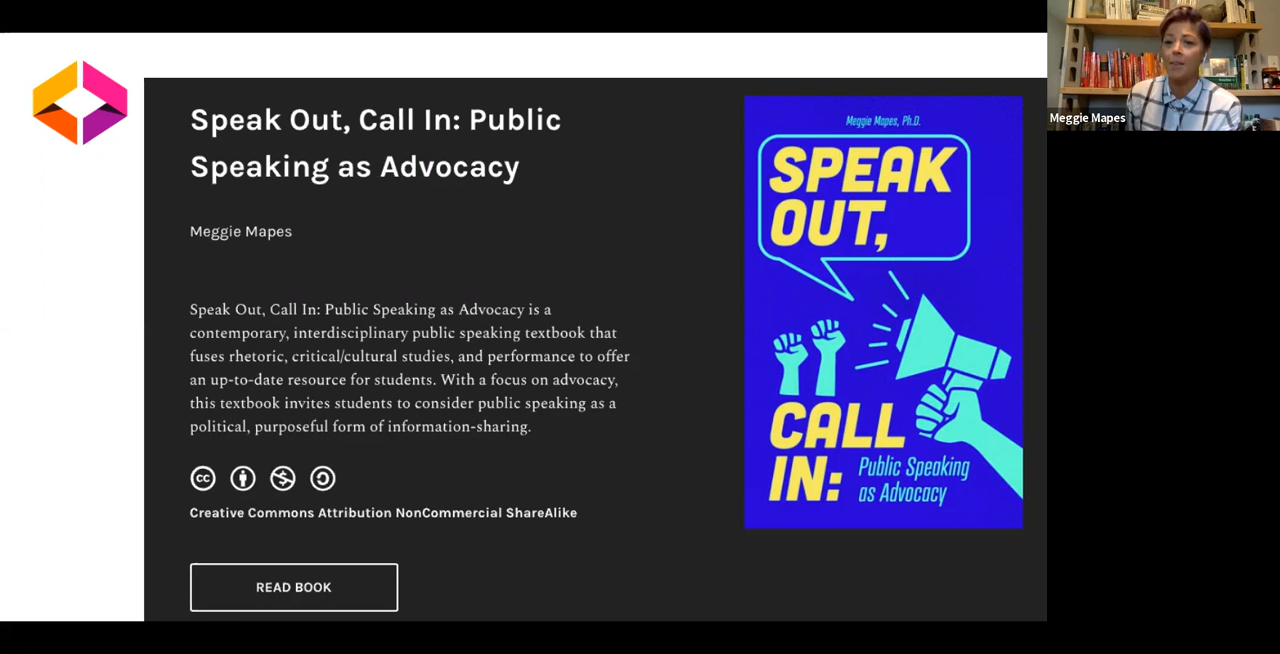 Speak Out, Call In: Public
Speaking as Advocacy
Meggie Mapes
Speak Out, Call In: Public Speaking as Advocacy is a
contemporary, interdisciplinary public speaking textbook that
fuses rhetoric, critical/cultural studies, and performance to offer
an up-to-date resource for students. With a focus on advocacy,
this textbook invites students to consider public speaking as a
political, purposeful form of information-sharing.
cc
Creative Commons Attribution NonCommercial ShareAlike
READ BOOK
Meggie Mapes, Ph.D.
SPEAK
OUT,
CALL
IN:
Public Speaking
as Advocacy
Meggie Mapes